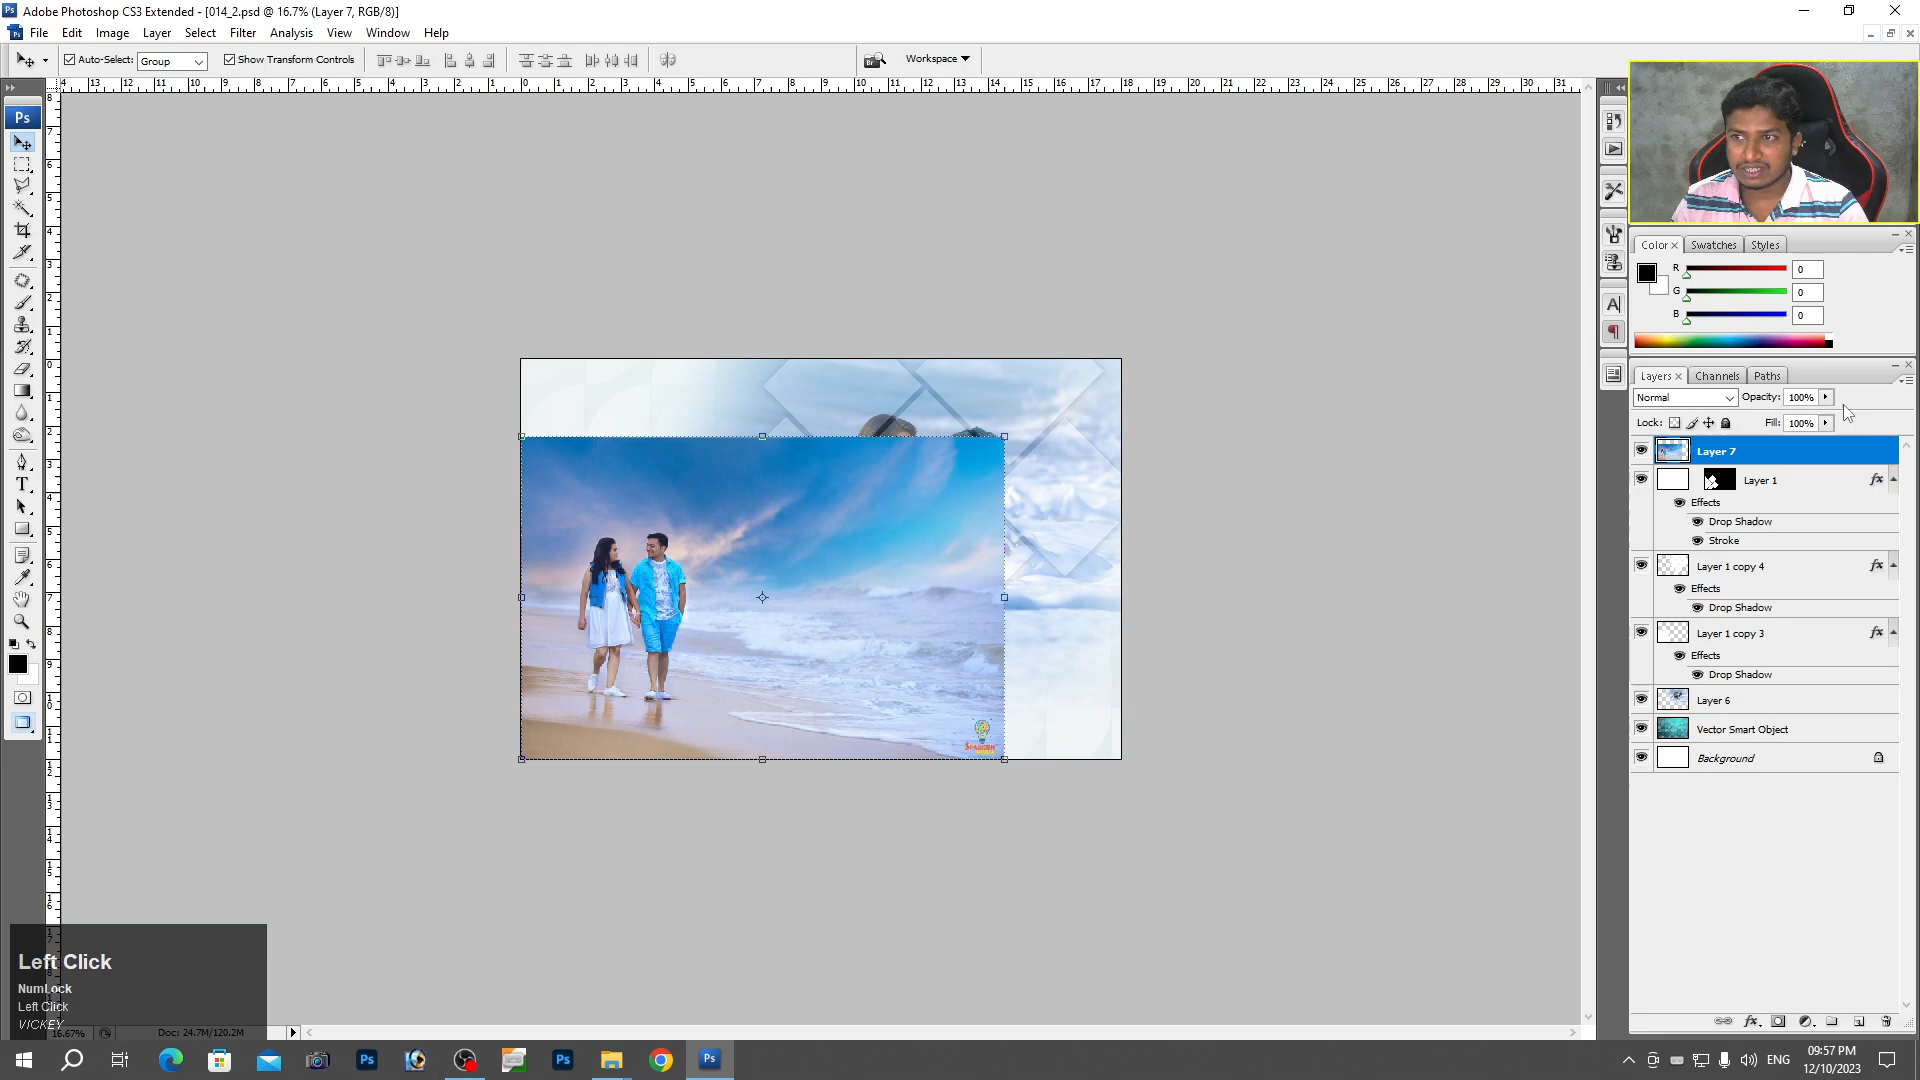 Adobe Photoshop CS3 Extended - [014_2.psd @ 16.7% (Layer 7, RGB/8)]
File Edit Image Layer Select Filter Analysis View Window Help
Auto-Select: Group Show Transform Controls Workspace
Color Swatches Styles
R 0
G 0
B 0
Layers Channels Paths
Normal Opacity: 100%
Lock: Fill: 100%
Layer 7
Layer 1
Effects
Drop Shadow
Stroke
Layer 1 copy 4
Effects
Drop Shadow
Layer 1 copy 3
Effects
Drop Shadow
Layer 6
Vector Smart Object
Background
Left Click
NumLock
Left Click
VICKEY
16.67% Doc: 24.7M/120.2M
ENG
09:57 PM
12/10/2023